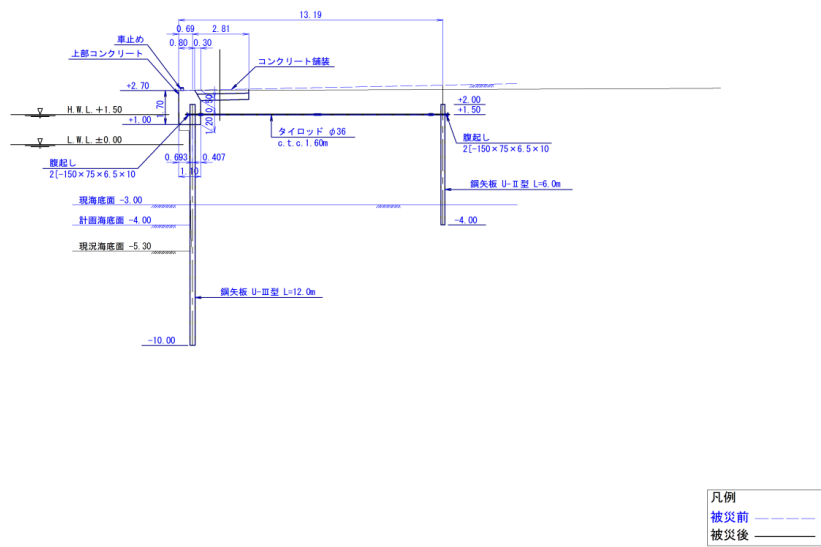 13.19
0.69 2.81
車止め
0.80 0.30
上部コンクリート
コンクリート舗装
+2.70
1.70
0.50
1.20
H.W.L.+1.50
+1.00
+2.00
+1.50
タイロッド φ36
c.t.c.1.60m
腹起し
2[-150×75×6.5×10
L.W.L.±0.00
0.693 0.407
腹起し
2[-150×75×6.5×10
1.10
鋼矢板 U-Ⅱ型 L=6.0m
現海底面 -3.00
計画海底面 -4.00
-4.00
現況海底面 -5.30
鋼矢板 U-Ⅲ型 L=12.0m
-10.00
凡例
被災前
被災後